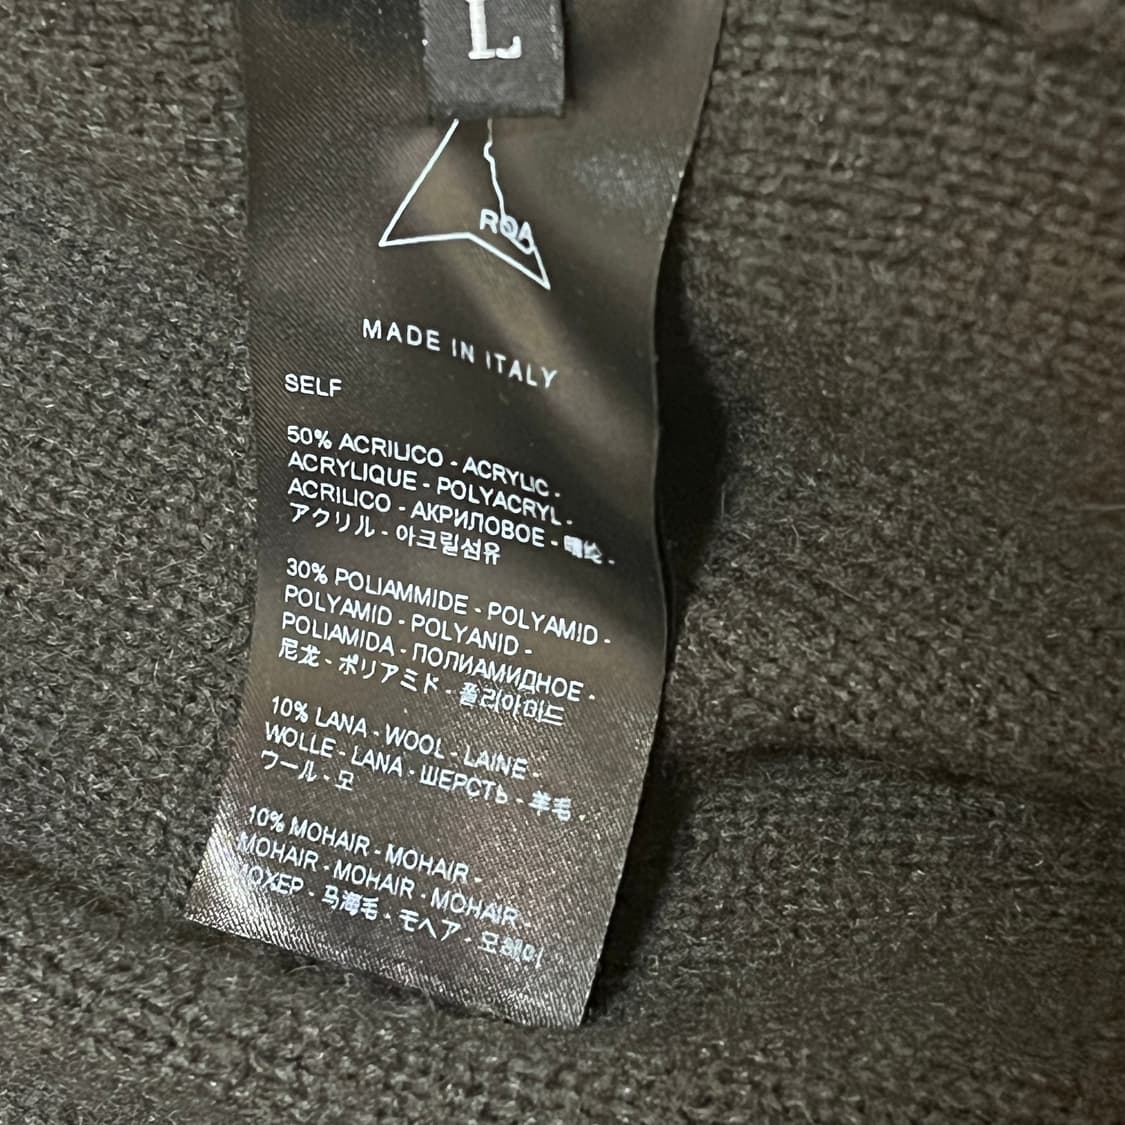 L
ROA
MADE IN ITALY
SELF
50% ACRILICO - ACRYLIC -
ACRYLIQUE - POLYACRYL -
ACRILICO - АКРИЛОВОЕ - -
アクリル - 아크릴섬유
30% POLIAMMIDE - POLYAMID -
POLYAMID - POLYANID -
POLIAMIDA - ПОЛИАМИДНОЕ -
尼龙 - ポリアミド - 폴리아미드
10% LANA - WOOL - LAINE -
WOLLE - LANA - ШЕРСТЬ - 羊毛
ウール - 모
10% MOHAIR - MOHAIR -
MOHAIR - MOHAIR - MOHAIR
МОХЕР - 马海毛 - モヘア - 모헤어